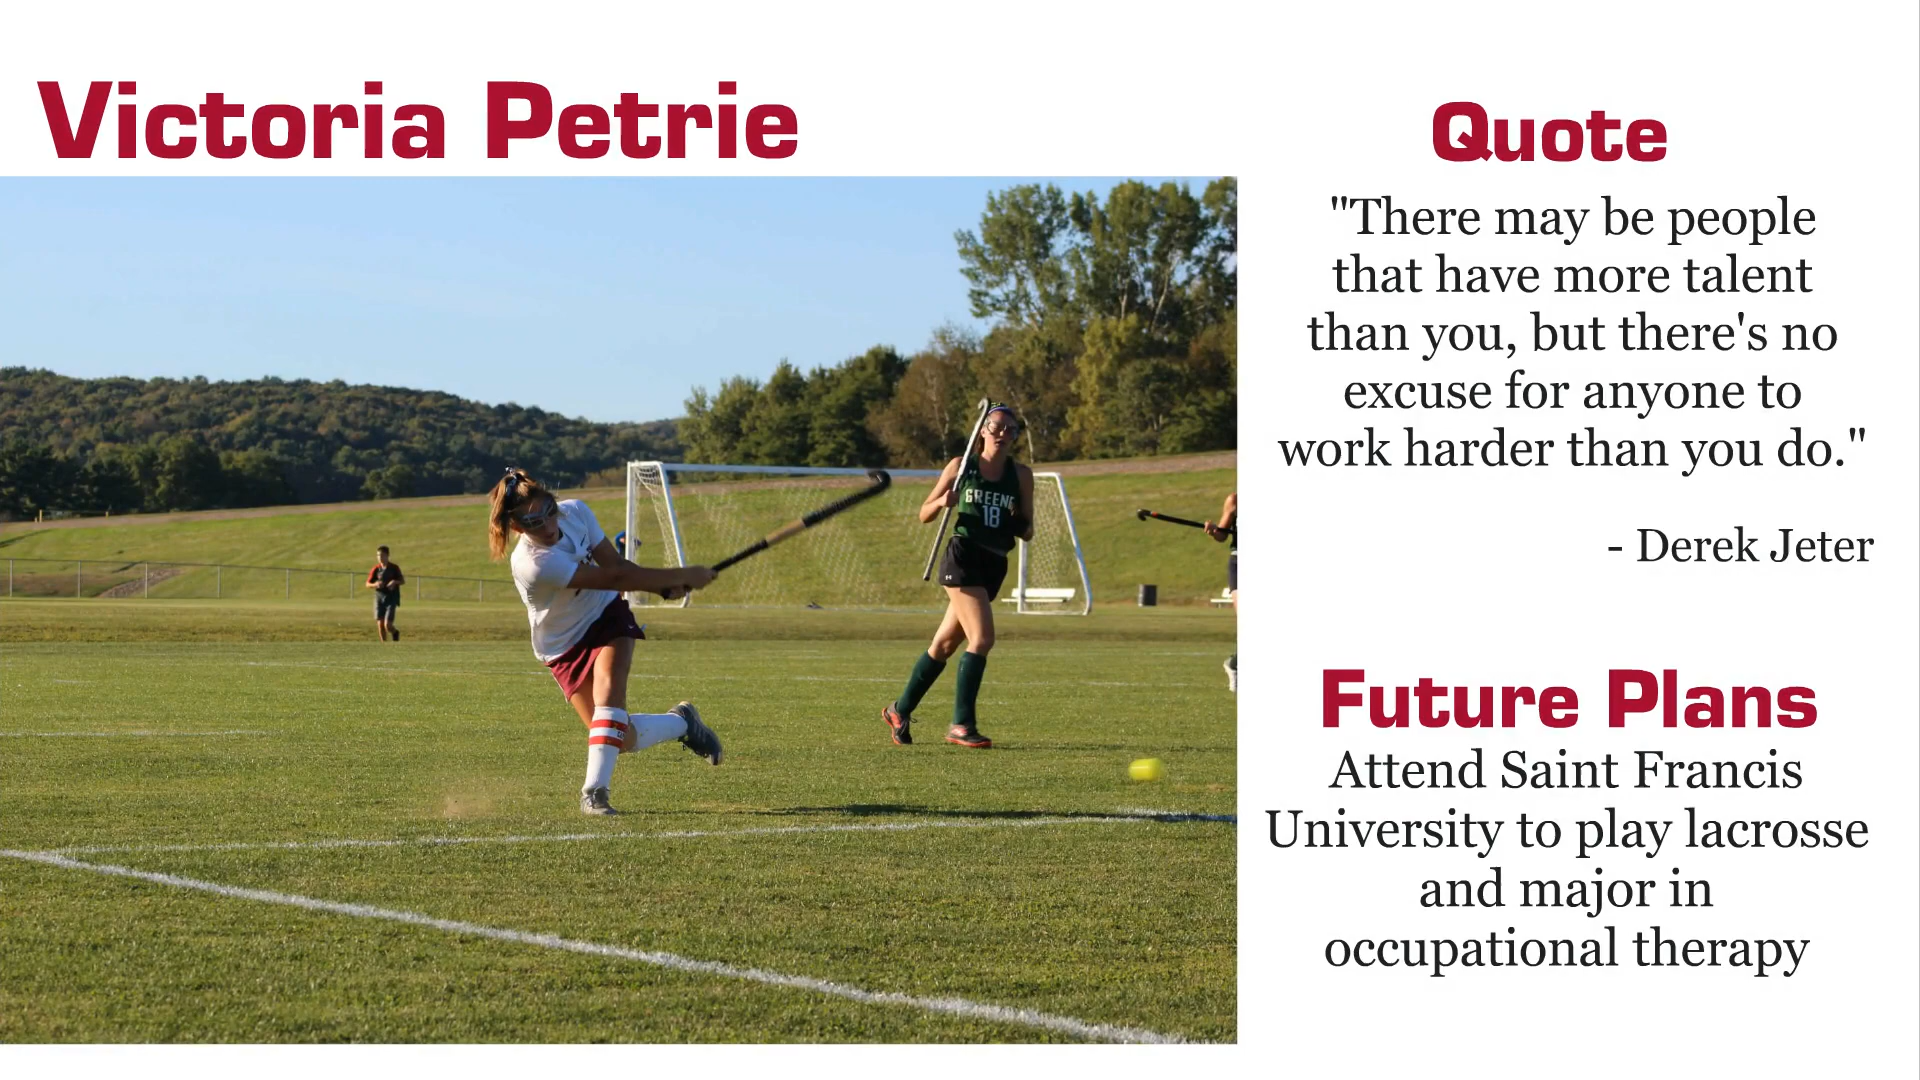 Victoria Petrie
Quote
"There may be people
that have more talent
than you, but there's no
excuse for anyone to
work harder than you do."
- Derek Jeter
Future Plans
Attend Saint Francis
University to play lacrosse
and major in
occupational therapy
GREENE
18